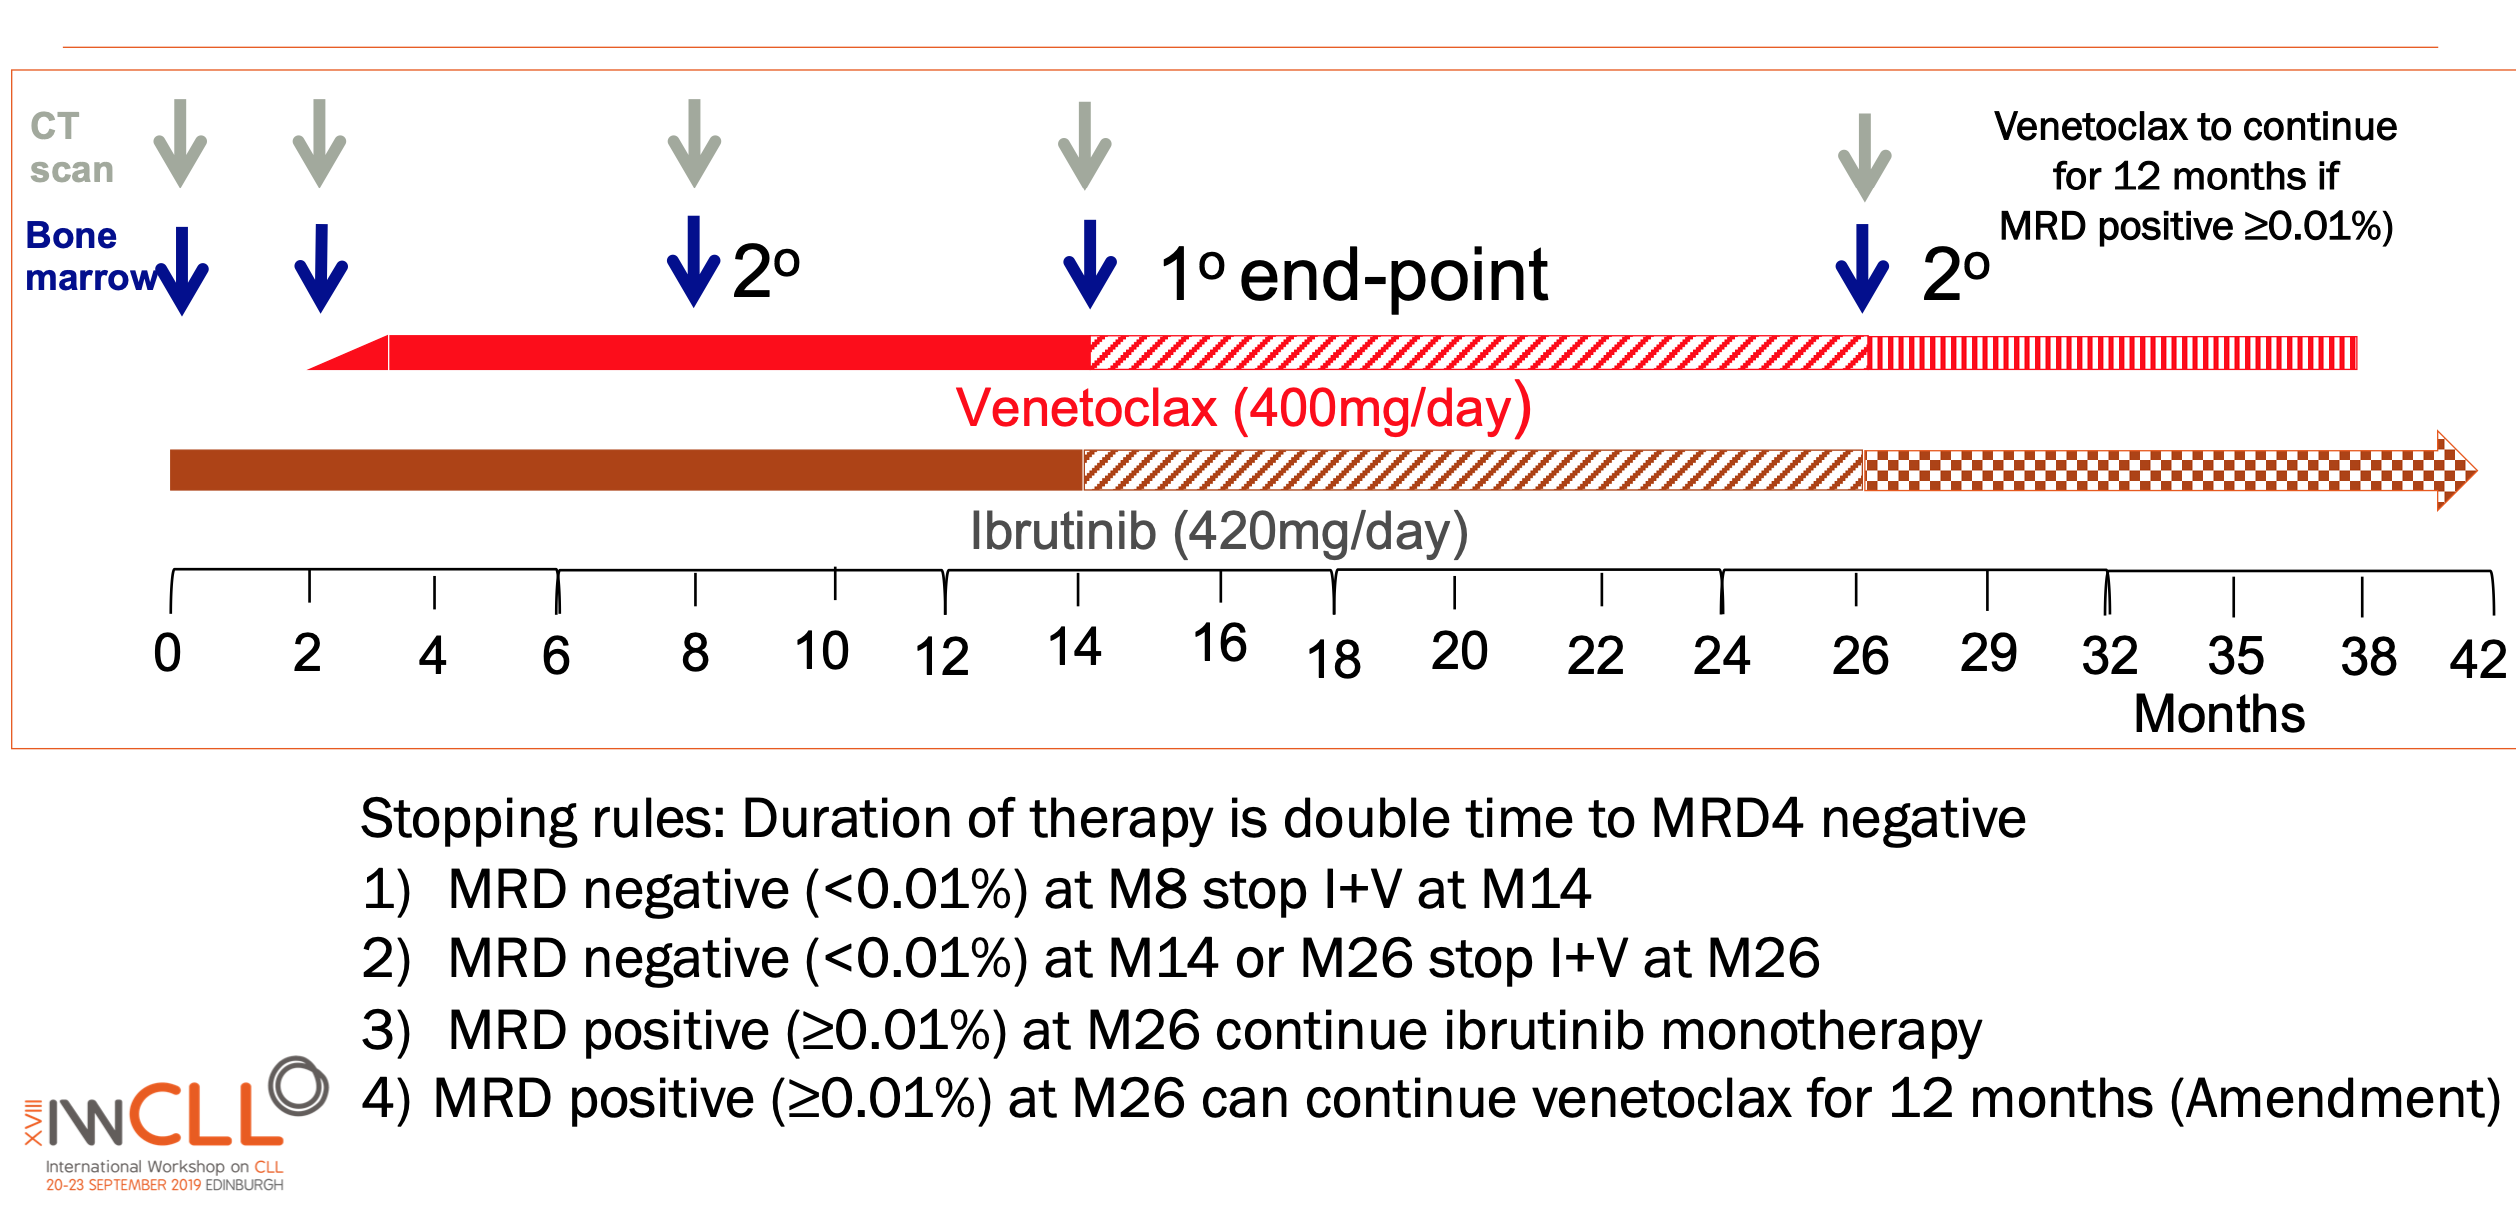 CT
scan
Bone
marrow
2º
1º end-point
2º
Venetoclax to continue
for 12 months if
MRD positive ≥0.01%)
Venetoclax (400mg/day)
Ibrutinib (420mg/day)
0 2 4 6 8 10 12 14 16 18 20 22 24 26 29 32 35 38 42
Months
Stopping rules: Duration of therapy is double time to MRD4 negative
1) MRD negative (<0.01%) at M8 stop I+V at M14
2) MRD negative (<0.01%) at M14 or M26 stop I+V at M26
3) MRD positive (≥0.01%) at M26 continue ibrutinib monotherapy
4) MRD positive (≥0.01%) at M26 can continue venetoclax for 12 months (Amendment)
XVIII iwCLL
International Workshop on CLL
20-23 SEPTEMBER 2019 EDINBURGH